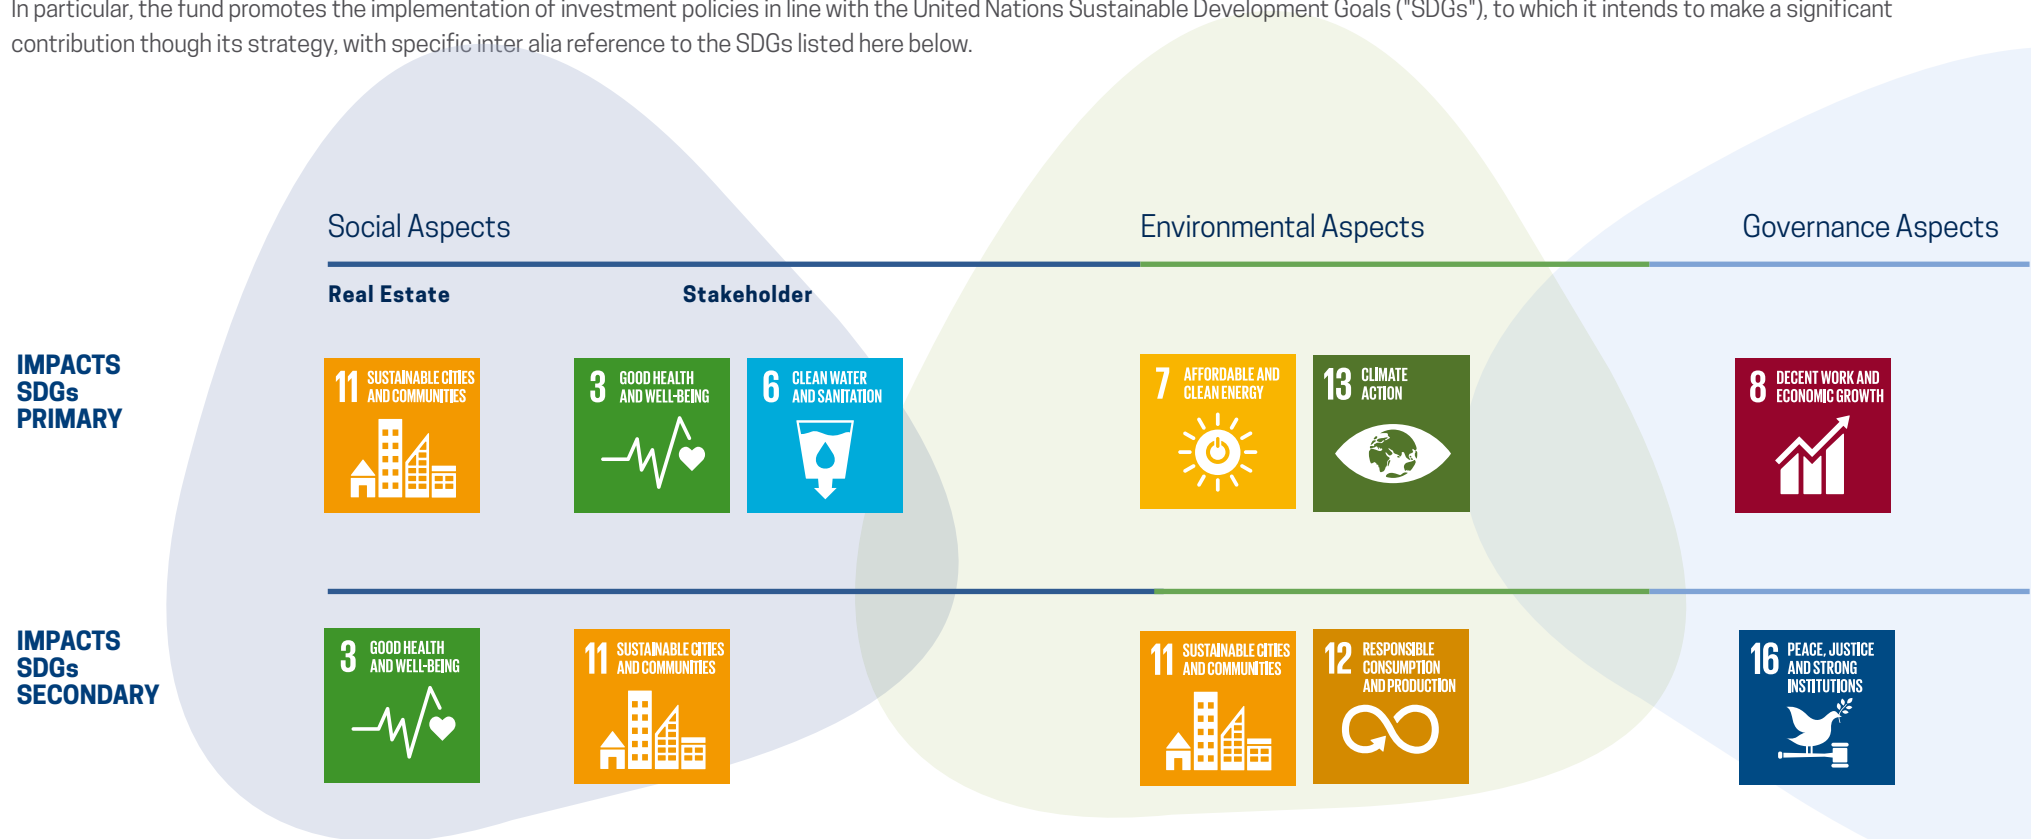 In particular, the fund promotes the implementation of investment policies in line with the United Nations Sustainable Development Goals ("SDGs"), to which it intends to make a significant
contribution though its strategy, with specific inter alia reference to the SDGs listed here below.
Social Aspects
Environmental Aspects
Governance Aspects
Real Estate
Stakeholder
IMPACTS
SDGs
PRIMARY
11 SUSTAINABLE CITIES
AND COMMUNITIES
3 GOOD HEALTH
AND WELL-BEING
6 CLEAN WATER
AND SANITATION
7 AFFORDABLE AND
CLEAN ENERGY
13 CLIMATE
ACTION
8 DECENT WORK AND
ECONOMIC GROWTH
IMPACTS
SDGs
SECONDARY
3 GOOD HEALTH
AND WELL-BEING
11 SUSTAINABLE CITIES
AND COMMUNITIES
11 SUSTAINABLE CITIES
AND COMMUNITIES
12 RESPONSIBLE
CONSUMPTION
AND PRODUCTION
16 PEACE, JUSTICE
AND STRONG
INSTITUTIONS